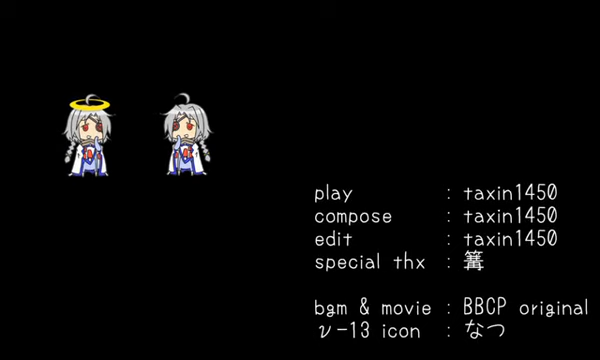 play : taxin1450
compose : taxin1450
edit : taxin1450
special thx : 篝
bgm & movie : BBCP original
ν-13 icon : なつ